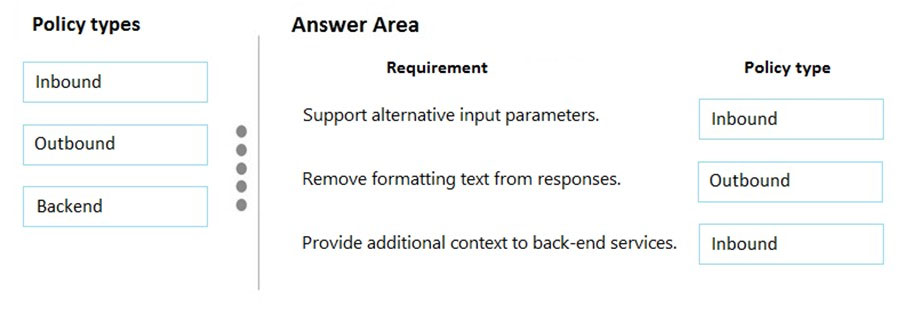 Policy types
Answer Area
Requirement
Policy type
Inbound
Support alternative input parameters.
Inbound
Outbound
Remove formatting text from responses.
Outbound
Backend
Provide additional context to back-end services.
Inbound